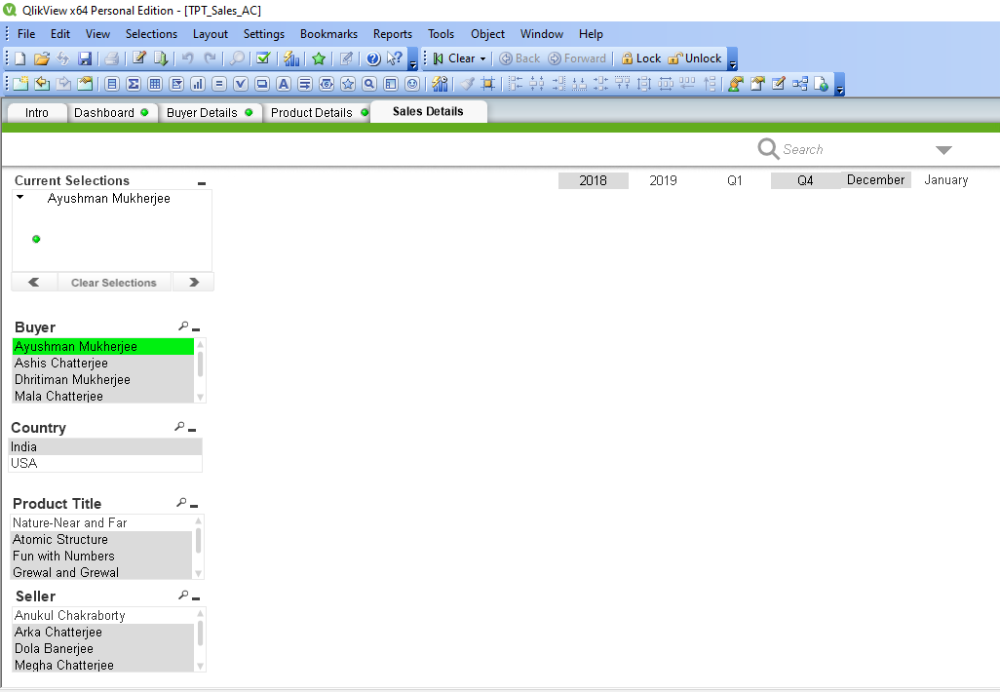 QlikView x64 Personal Edition - [TPT_Sales_AC]
File Edit View Selections Layout Settings Bookmarks Reports Tools Object Window Help
Clear Back Forward Lock Unlock
Intro Dashboard Buyer Details Product Details Sales Details
Search
Current Selections
2018 2019 Q1 Q4 December January
Ayushman Mukherjee
Clear Selections
Buyer
Ayushman Mukherjee
Ashis Chatterjee
Dhritiman Mukherjee
Mala Chatterjee
Country
India
USA
Product Title
Nature-Near and Far
Atomic Structure
Fun with Numbers
Grewal and Grewal
Seller
Anukul Chakraborty
Arka Chatterjee
Dola Banerjee
Megha Chatterjee